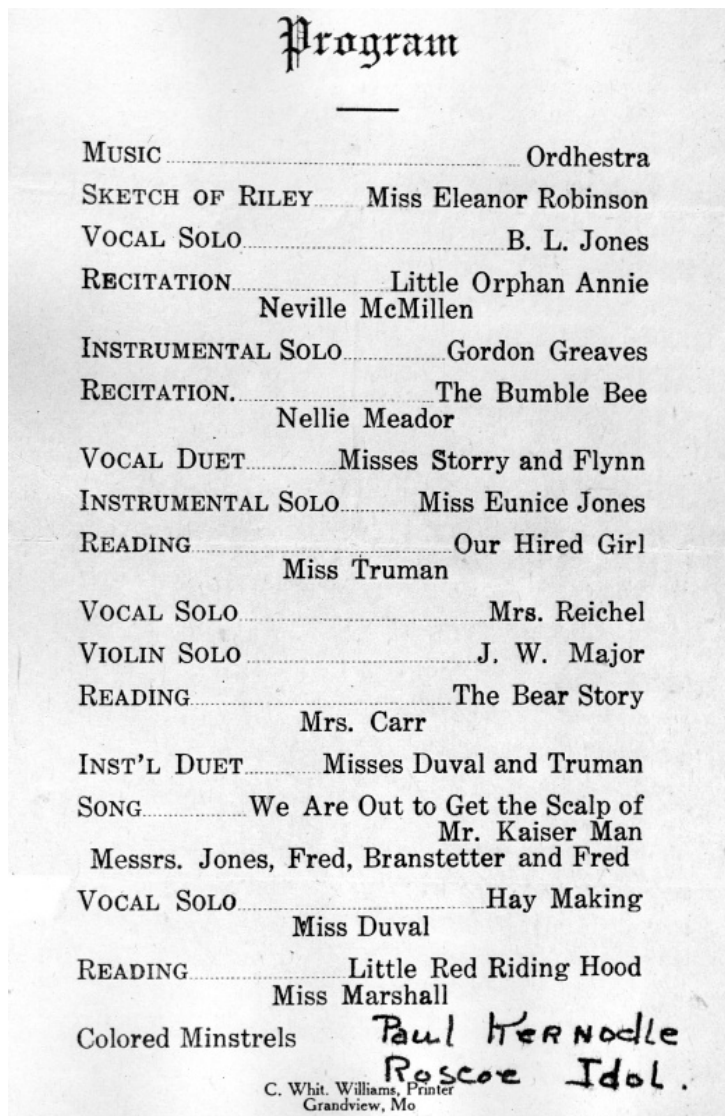 Program
MUSIC Ordhestra
SKETCH OF RILEY Miss Eleanor Robinson
VOCAL SOLO B. L. Jones
RECITATION Little Orphan Annie
Neville McMillen
INSTRUMENTAL SOLO Gordon Greaves
RECITATION. The Bumble Bee
Nellie Meador
VOCAL DUET Misses Storry and Flynn
INSTRUMENTAL SOLO Miss Eunice Jones
READING Our Hired Girl
Miss Truman
VOCAL SOLO Mrs. Reichel
VIOLIN SOLO J. W. Major
READING The Bear Story
Mrs. Carr
INST'L DUET Misses Duval and Truman
SONG We Are Out to Get the Scalp of
Mr. Kaiser Man
Messrs. Jones, Fred, Branstetter and Fred
VOCAL SOLO Hay Making
Miss Duval
READING Little Red Riding Hood
Miss Marshall
Colored Minstrels Paul Kernodle
Roscoe Idol.
C. Whit. Williams, Printer
Grandview, Mo